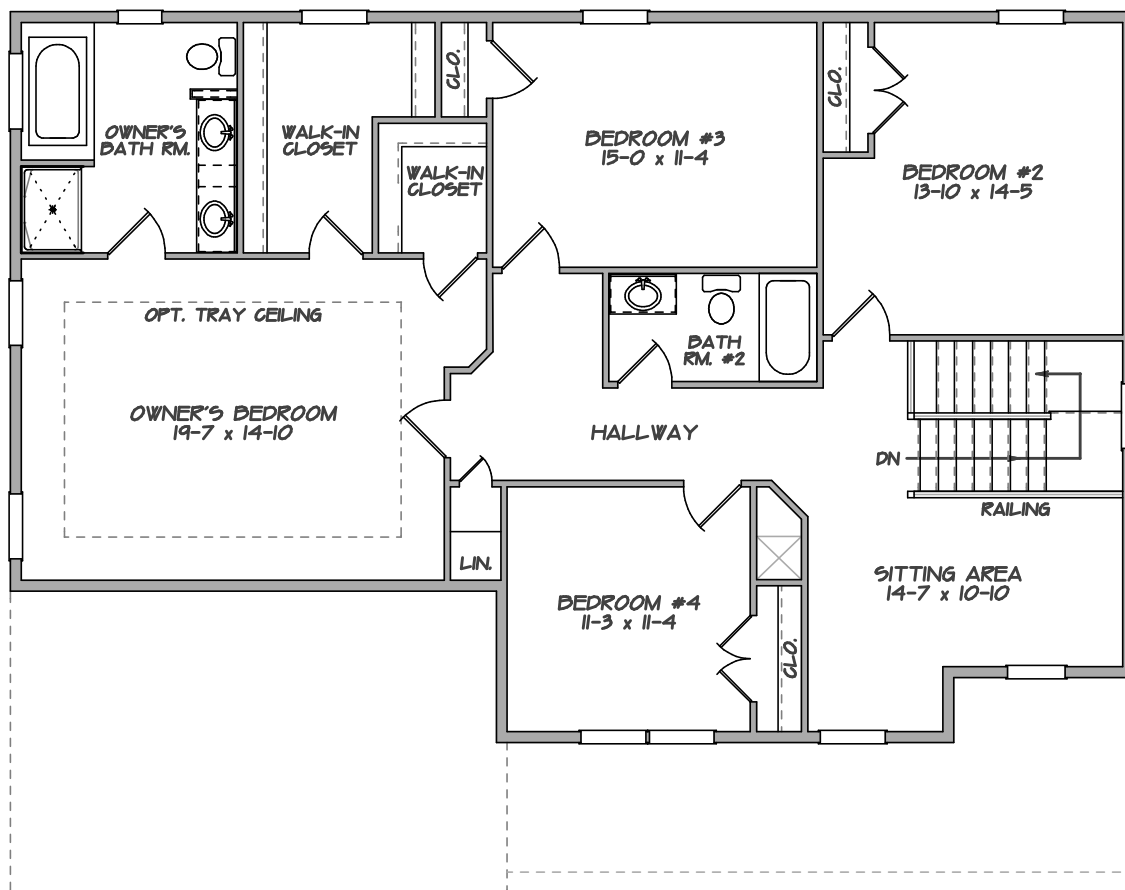 OWNER'S
BATH RM.
WALK-IN
CLOSET
CLO.
WALK-IN
CLOSET
BEDROOM #3
15-0 x 11-4
CLO.
BEDROOM #2
13-10 x 14-5
OPT. TRAY CEILING
BATH
RM. #2
OWNER'S BEDROOM
19-7 x 14-10
HALLWAY
DN
RAILING
LIN.
BEDROOM #4
11-3 x 11-4
CLO.
SITTING AREA
14-7 x 10-10